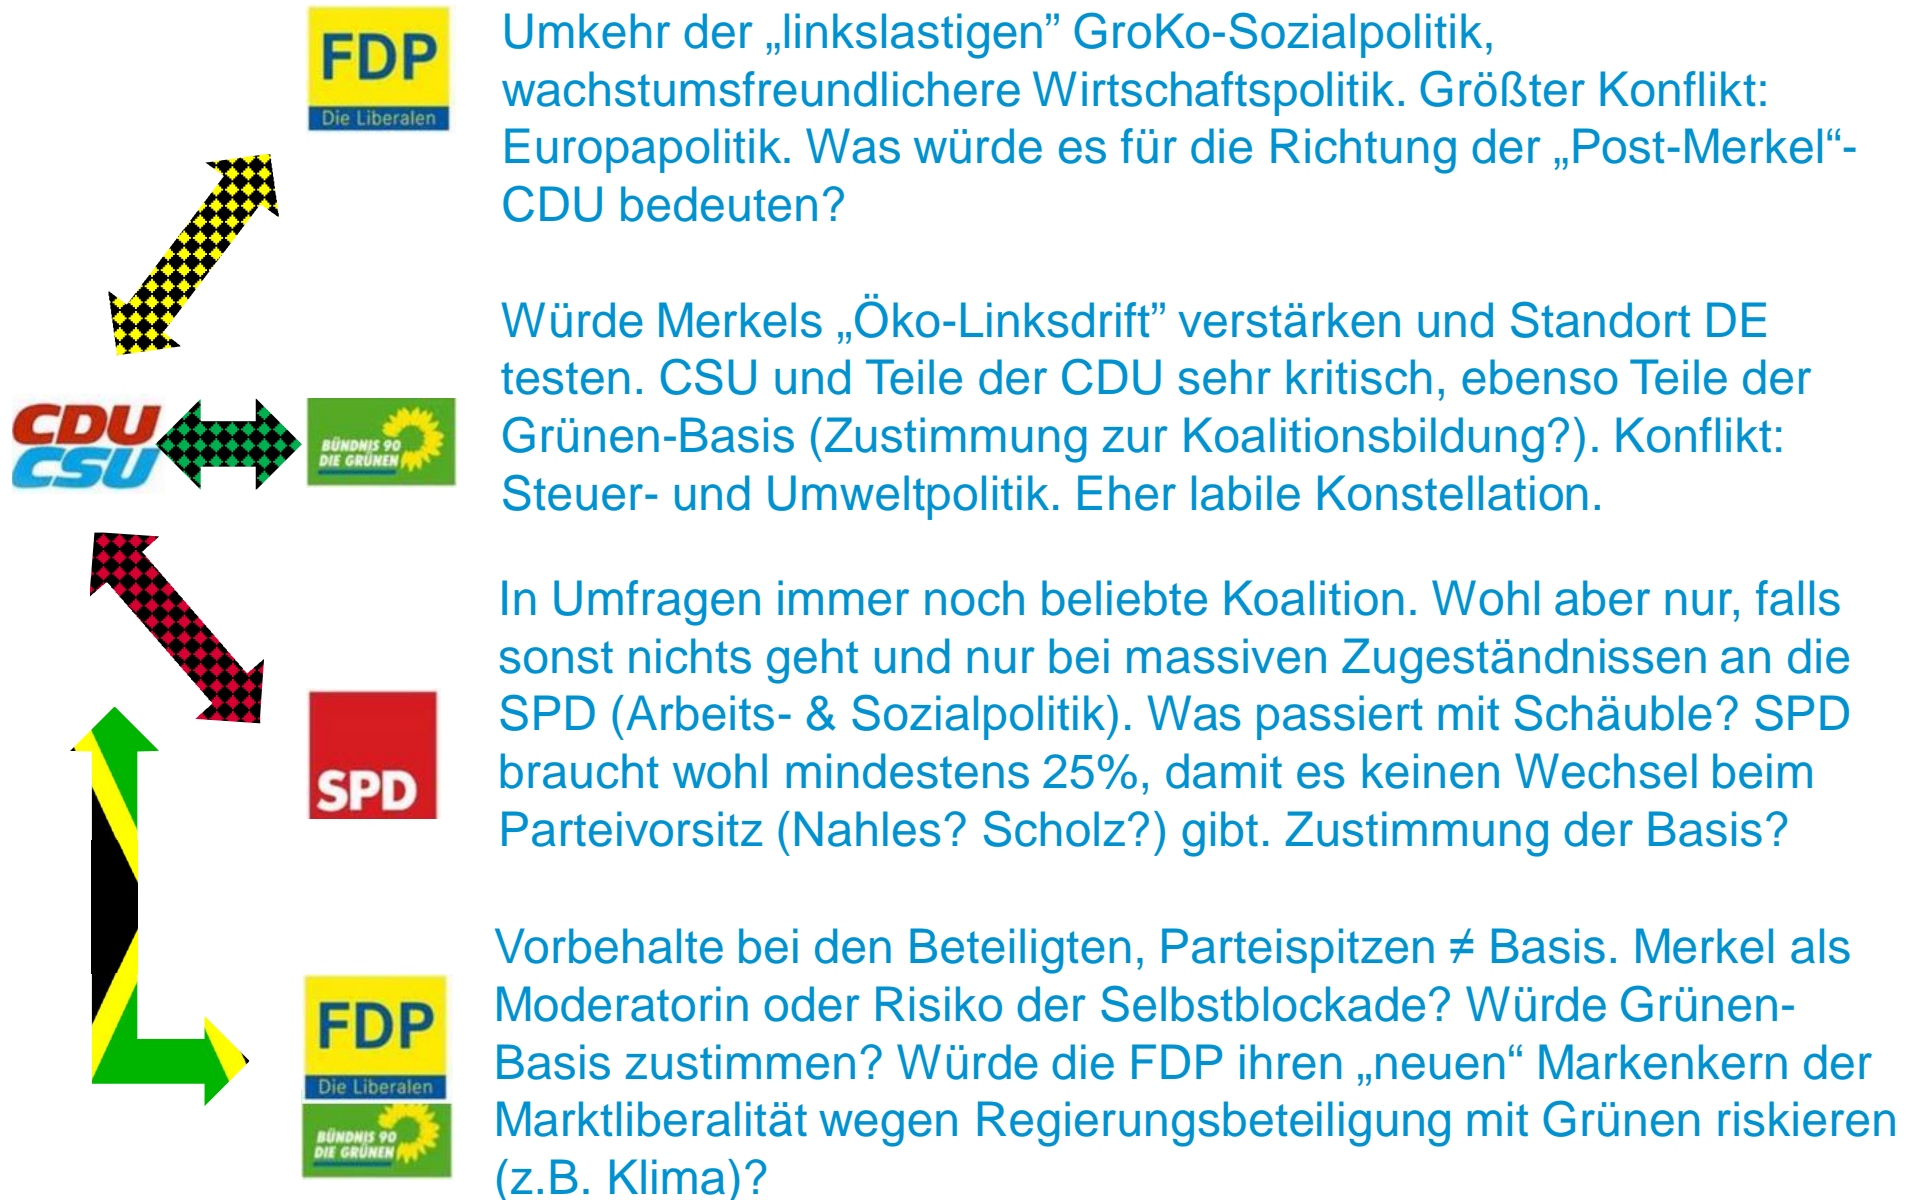 FDP
Die Liberalen
Umkehr der „linkslastigen” GroKo-Sozialpolitik,
wachstumsfreundlichere Wirtschaftspolitik. Größter Konflikt:
Europapolitik. Was würde es für die Richtung der „Post-Merkel“-
CDU bedeuten?
CDU
CSU
BÜNDNIS 90
DIE GRÜNEN
Würde Merkels „Öko-Linksdrift” verstärken und Standort DE
testen. CSU und Teile der CDU sehr kritisch, ebenso Teile der
Grünen-Basis (Zustimmung zur Koalitionsbildung?). Konflikt:
Steuer- und Umweltpolitik. Eher labile Konstellation.
SPD
In Umfragen immer noch beliebte Koalition. Wohl aber nur, falls
sonst nichts geht und nur bei massiven Zugeständnissen an die
SPD (Arbeits- & Sozialpolitik). Was passiert mit Schäuble? SPD
braucht wohl mindestens 25%, damit es keinen Wechsel beim
Parteivorsitz (Nahles? Scholz?) gibt. Zustimmung der Basis?
FDP
Die Liberalen
BÜNDNIS 90
DIE GRÜNEN
Vorbehalte bei den Beteiligten, Parteispitzen ≠ Basis. Merkel als
Moderatorin oder Risiko der Selbstblockade? Würde Grünen-
Basis zustimmen? Würde die FDP ihren „neuen“ Markenkern der
Marktliberalität wegen Regierungsbeteiligung mit Grünen riskieren
(z.B. Klima)?